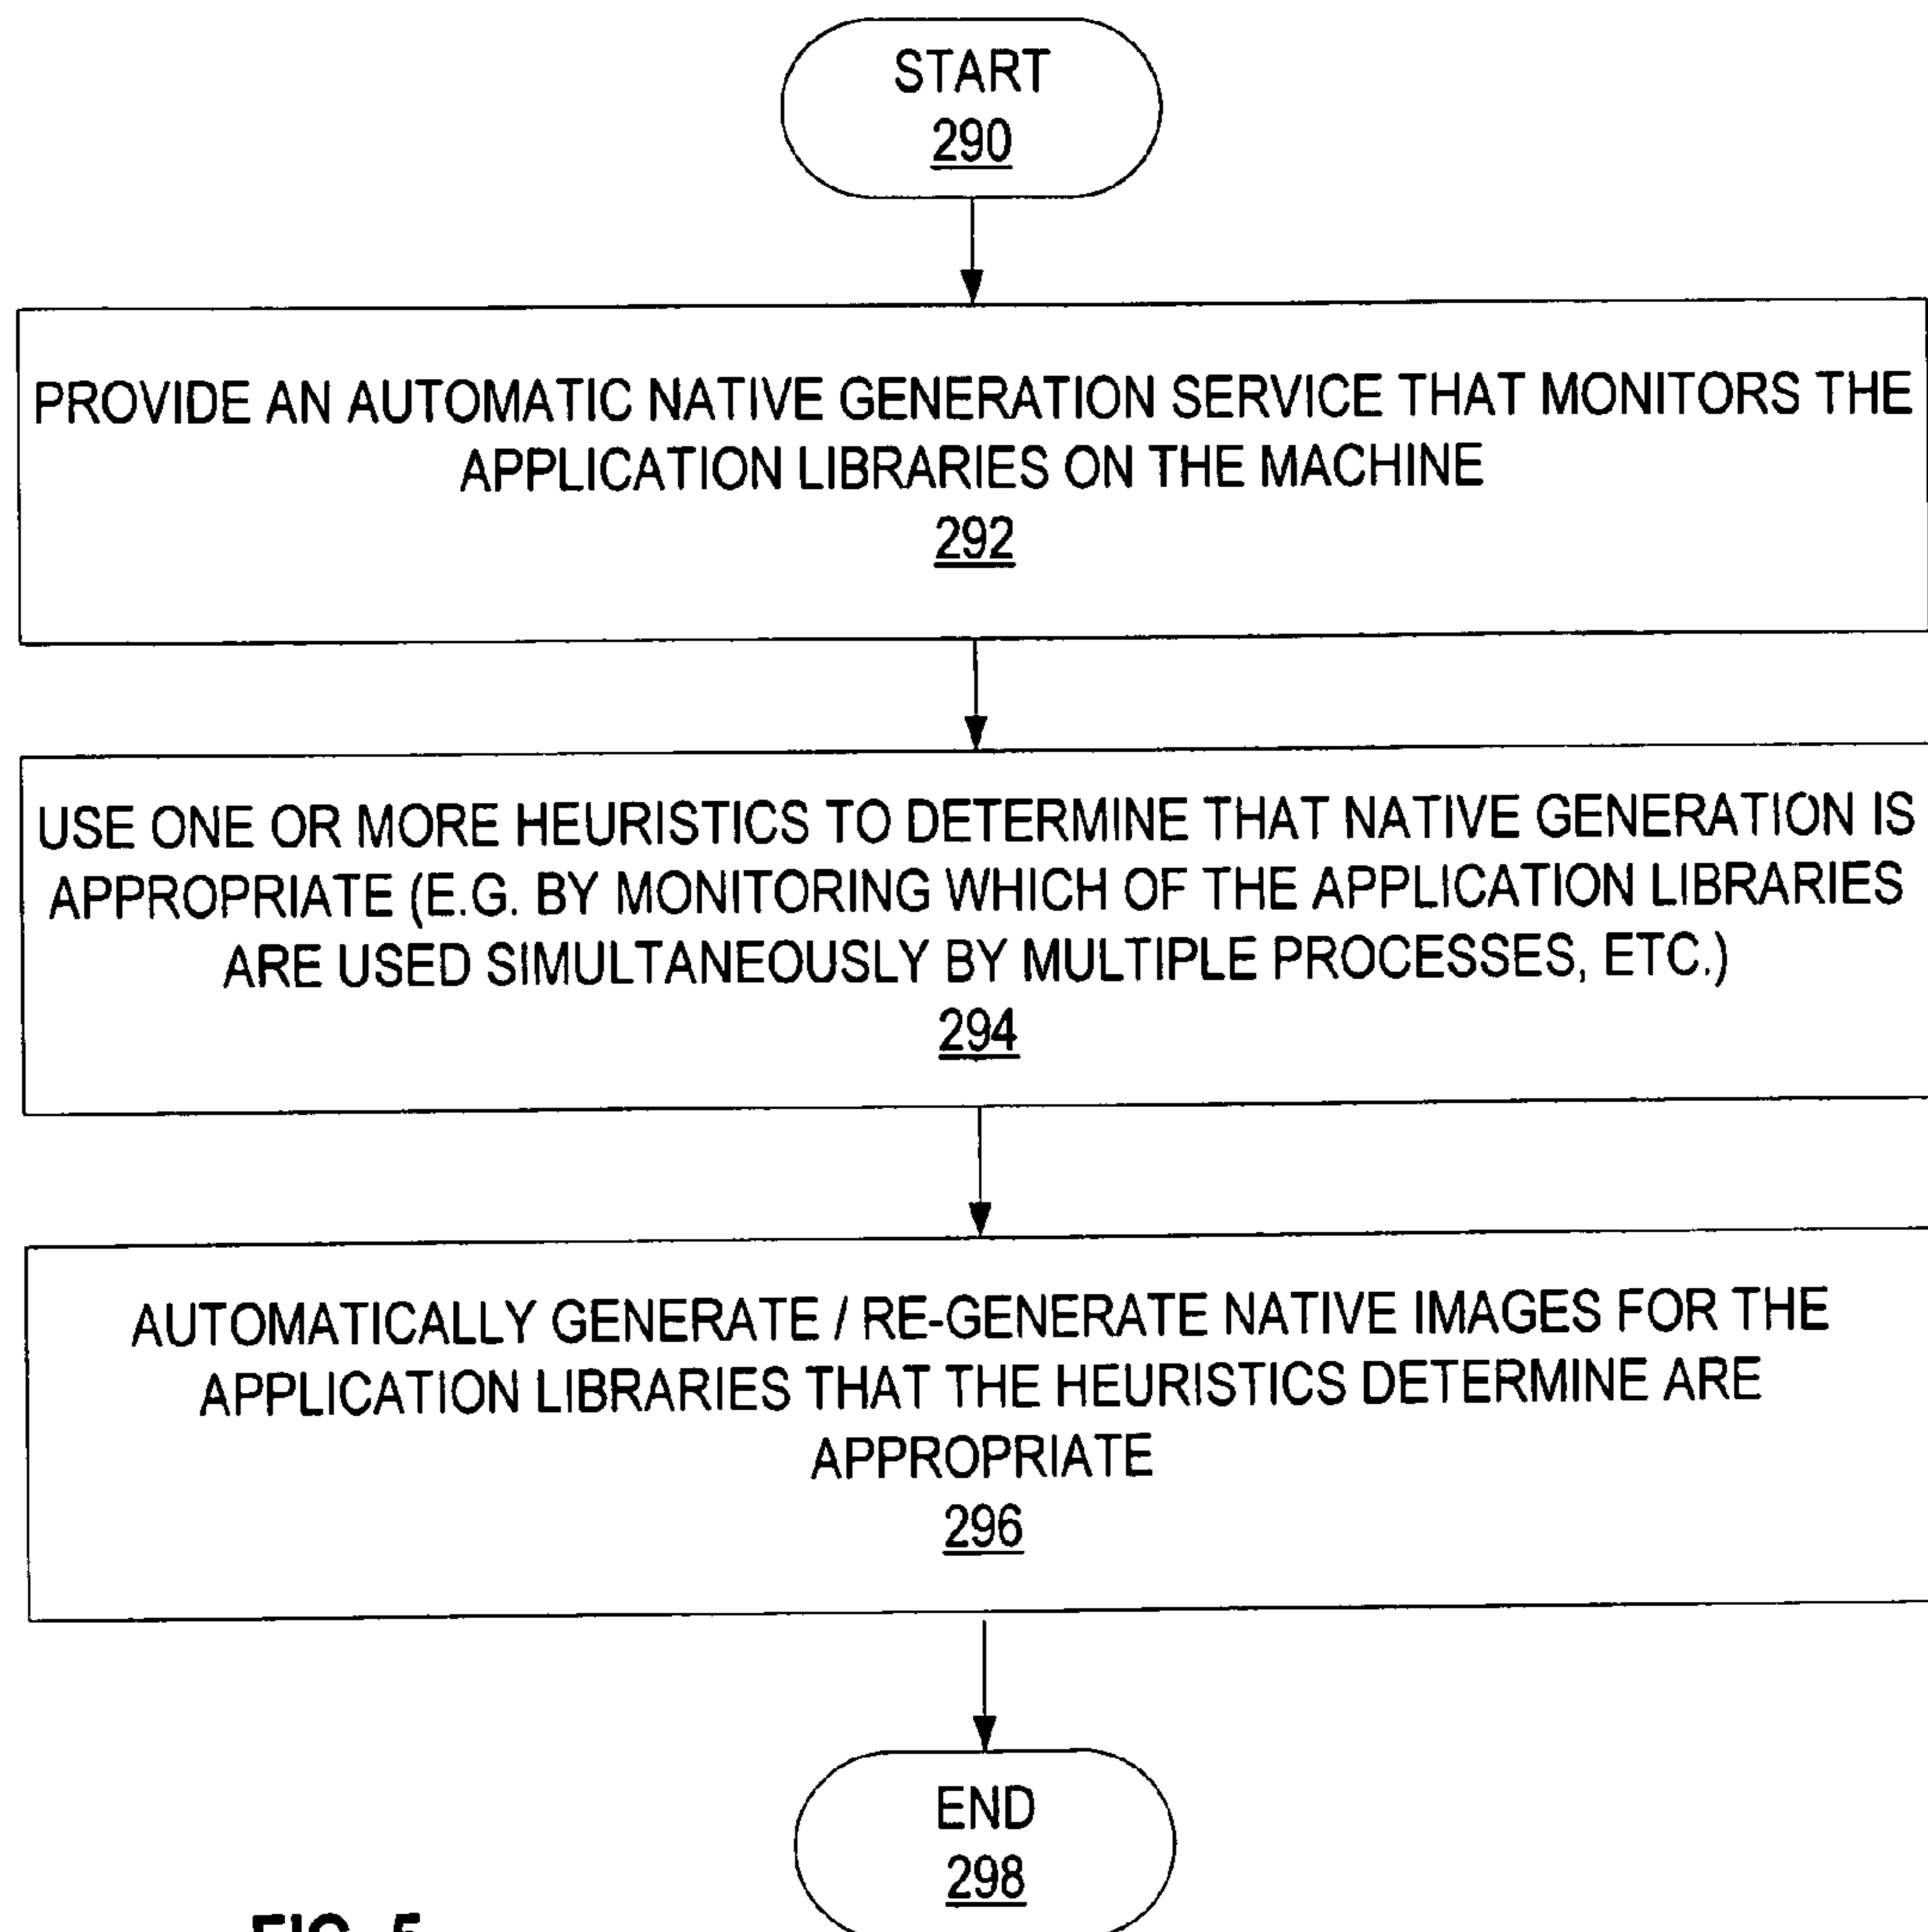 START
290
PROVIDE AN AUTOMATIC NATIVE GENERATION SERVICE THAT MONITORS THE
APPLICATION LIBRARIES ON THE MACHINE
292
USE ONE OR MORE HEURISTICS TO DETERMINE THAT NATIVE GENERATION IS
APPROPRIATE (E.G. BY MONITORING WHICH OF THE APPLICATION LIBRARIES
ARE USED SIMULTANEOUSLY BY MULTIPLE PROCESSES, ETC.)
294
AUTOMATICALLY GENERATE / RE-GENERATE NATIVE IMAGES FOR THE
APPLICATION LIBRARIES THAT THE HEURISTICS DETERMINE ARE
APPROPRIATE
296
END
298
FIG. 5